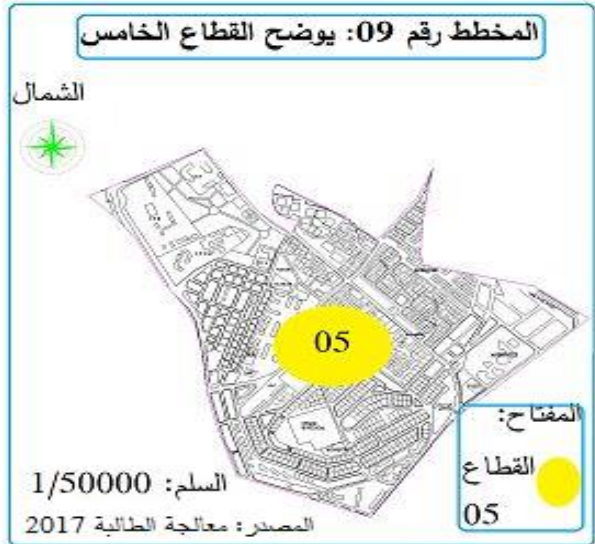 المخطط رقم 09: يوضح القطاع الخامس
الشمال
05
المفتاح:
القطاع
05
السلم: 1/50000
المصدر: معالجة الطالبة 2017